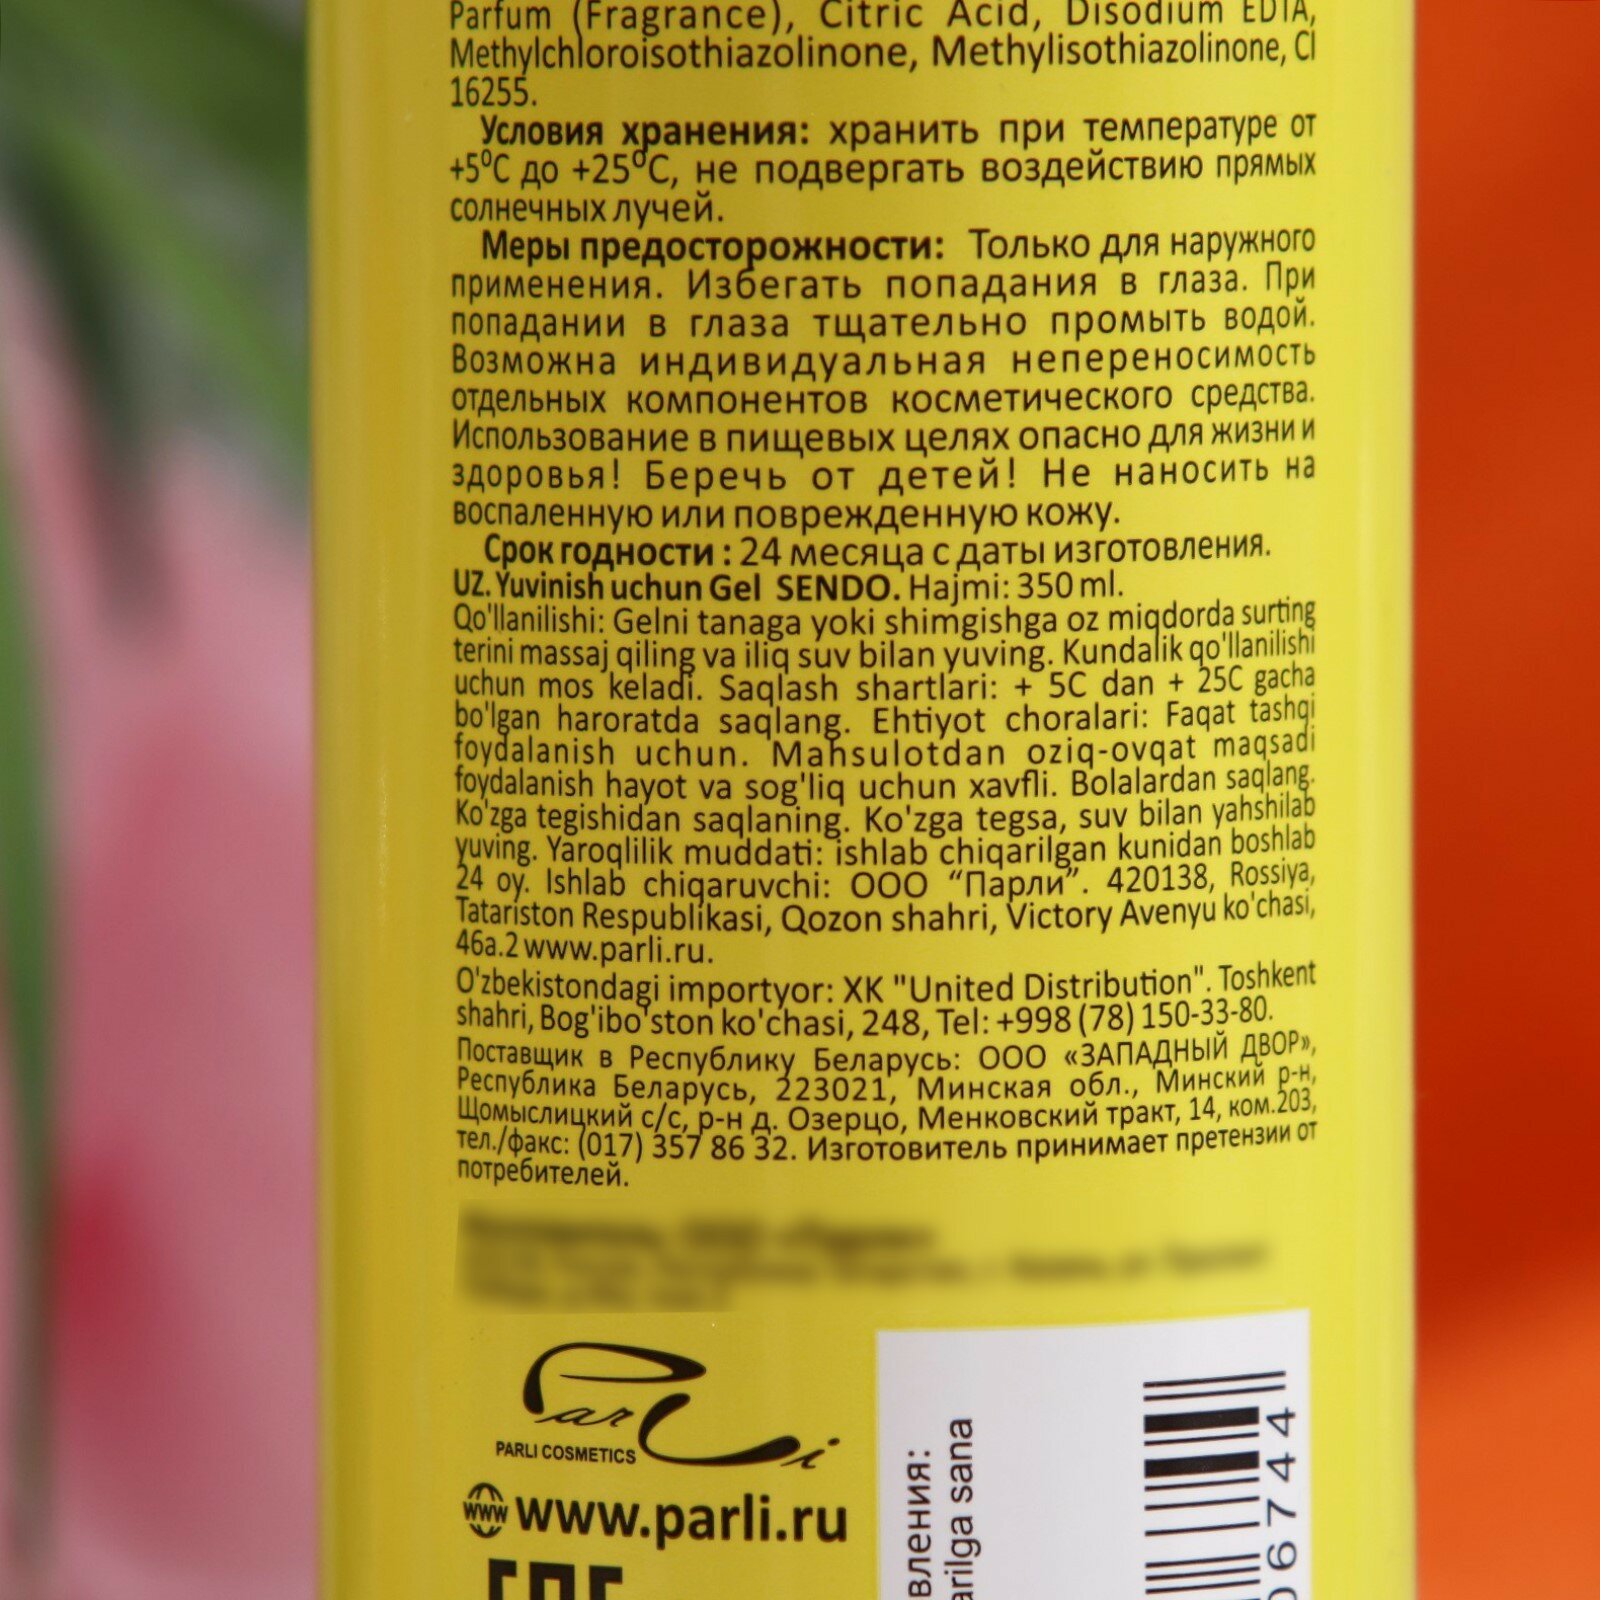 Parfum (Fragrance), Citric Acid, Disodium EDTA,
Methylchloroisothiazolinone, Methylisothiazolinone, CI
16255.
Условия хранения: хранить при температуре от
+5⁰С до +25⁰С, не подвергать воздействию прямых
солнечных лучей.
Меры предосторожности: Только для наружного
применения. Избегать попадания в глаза. При
попадании в глаза тщательно промыть водой.
Возможна индивидуальная непереносимость
отдельных компонентов косметического средства.
Использование в пищевых целях опасно для жизни и
здоровья! Беречь от детей! Не наносить на
воспаленную или поврежденную кожу.
Срок годности : 24 месяца с даты изготовления.
UZ. Yuvinish uchun Gel SENDO. Hajmi: 350 ml.
Qo'llanilishi: Gelni tanaga yoki shimgishga oz miqdorda surting
terini massaj qiling va iliq suv bilan yuving. Kundalik qo'llanilishi
uchun mos keladi. Saqlash shartlari: + 5C dan + 25C gacha
bo'lgan haroratda saqlang. Ehtiyot choralari: Faqat tashqi
foydalanish uchun. Mahsulotdan oziq-ovqat maqsadi
foydalanish hayot va sog'liq uchun xavfli. Bolalardan saqlang.
Ko'zga tegishidan saqlaning. Ko'zga tegsa, suv bilan yahshilab
yuving. Yaroqlilik muddati: ishlab chiqarilgan kunidan boshlab
24 oy. Ishlab chiqaruvchi: ООО “Парли”. 420138, Rossiya,
Tatariston Respublikasi, Qozon shahri, Victory Avenyu ko'chasi,
46a.2 www.parli.ru.
O'zbekistondagi importyor: XK "United Distribution". Toshkent
shahri, Bog'ibo'ston ko'chasi, 248, Tel: +998 (78) 150-33-80.
Поставщик в Республику Беларусь: ООО «ЗАПАДНЫЙ ДВОР»,
Республика Беларусь, 223021, Минская обл., Минский р-н,
Щомыслицкий с/с, р-н д. Озерцо, Менковский тракт, 14, ком.203,
тел./факс: (017) 357 86 32. Изготовитель принимает претензии от
потребителей.
Parli
PARLI COSMETICS
www www.parli.ru
вления:
arilga sana
06744